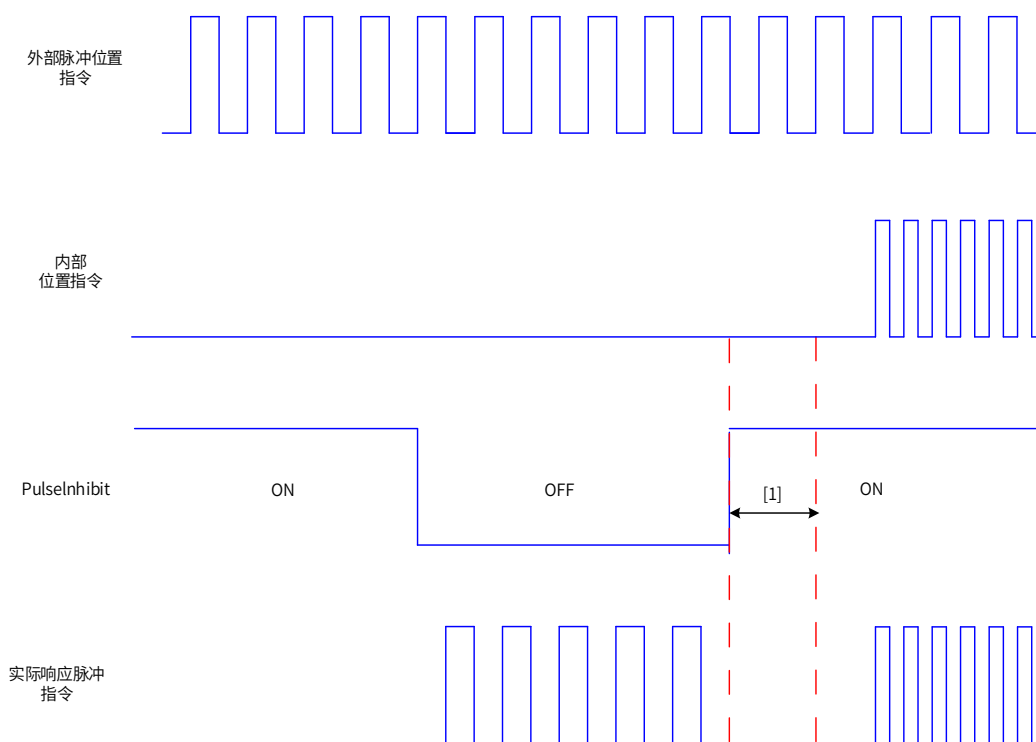 外部脉冲位置
指令
内部
位置指令
PulseInhibit
ON
OFF
[1]
ON
实际响应脉冲
指令